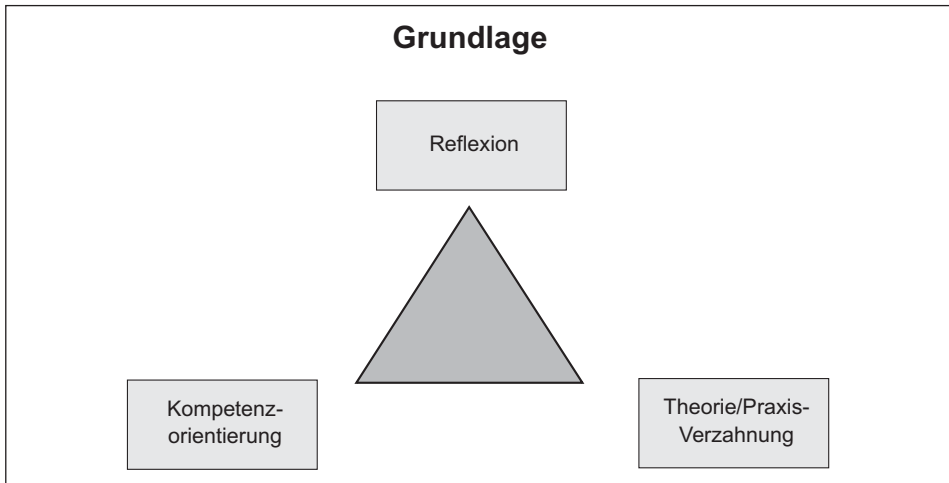 Grundlage
Reflexion
Kompetenz-
orientierung
Theorie/Praxis-
Verzahnung